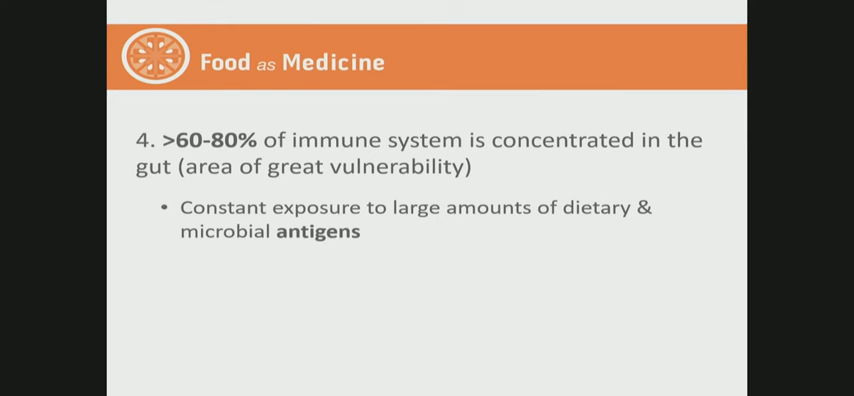 Food as Medicine
4. >60-80% of immune system is concentrated in the
gut (area of great vulnerability)
• Constant exposure to large amounts of dietary &
microbial antigens